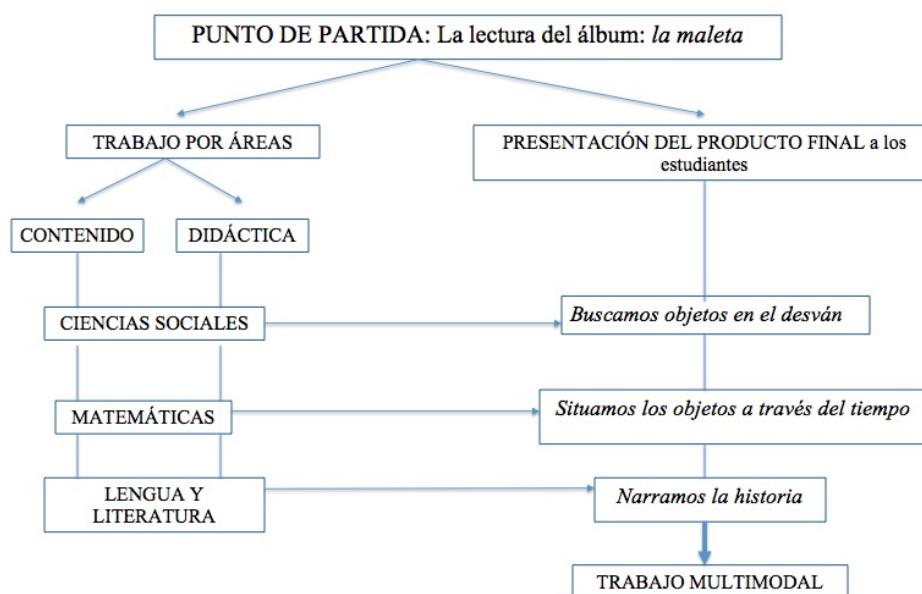 PUNTO DE PARTIDA: La lectura del álbum: la maleta
TRABAJO POR ÁREAS
PRESENTACIÓN DEL PRODUCTO FINAL a los
estudiantes
CONTENIDO
DIDÁCTICA
CIENCIAS SOCIALES
Buscamos objetos en el desván
MATEMÁTICAS
Situamos los objetos a través del tiempo
LENGUA Y
LITERATURA
Narramos la historia
TRABAJO MULTIMODAL